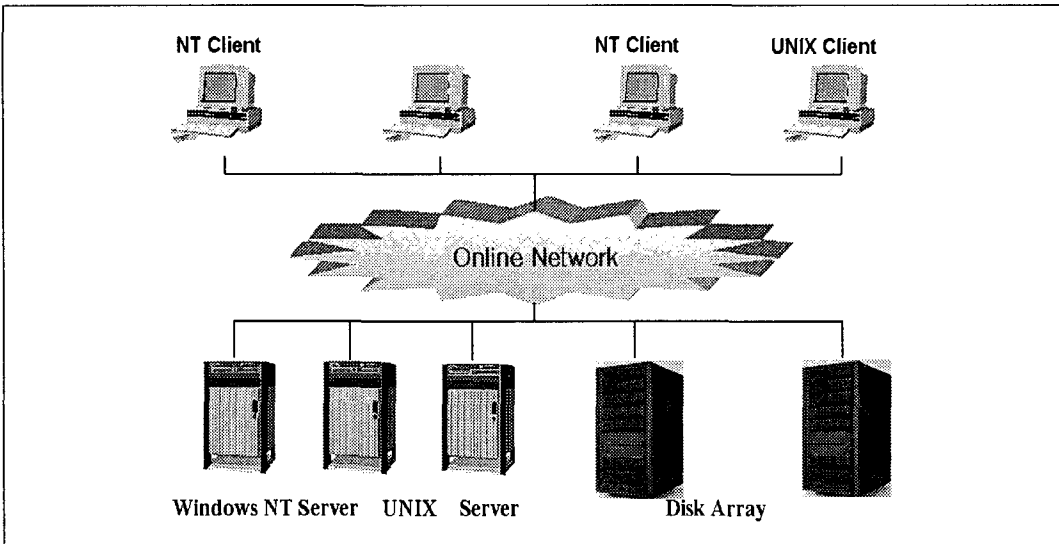 NT Client NT Client UNIX Client
Online Network
Windows NT Server UNIX Server Disk Array